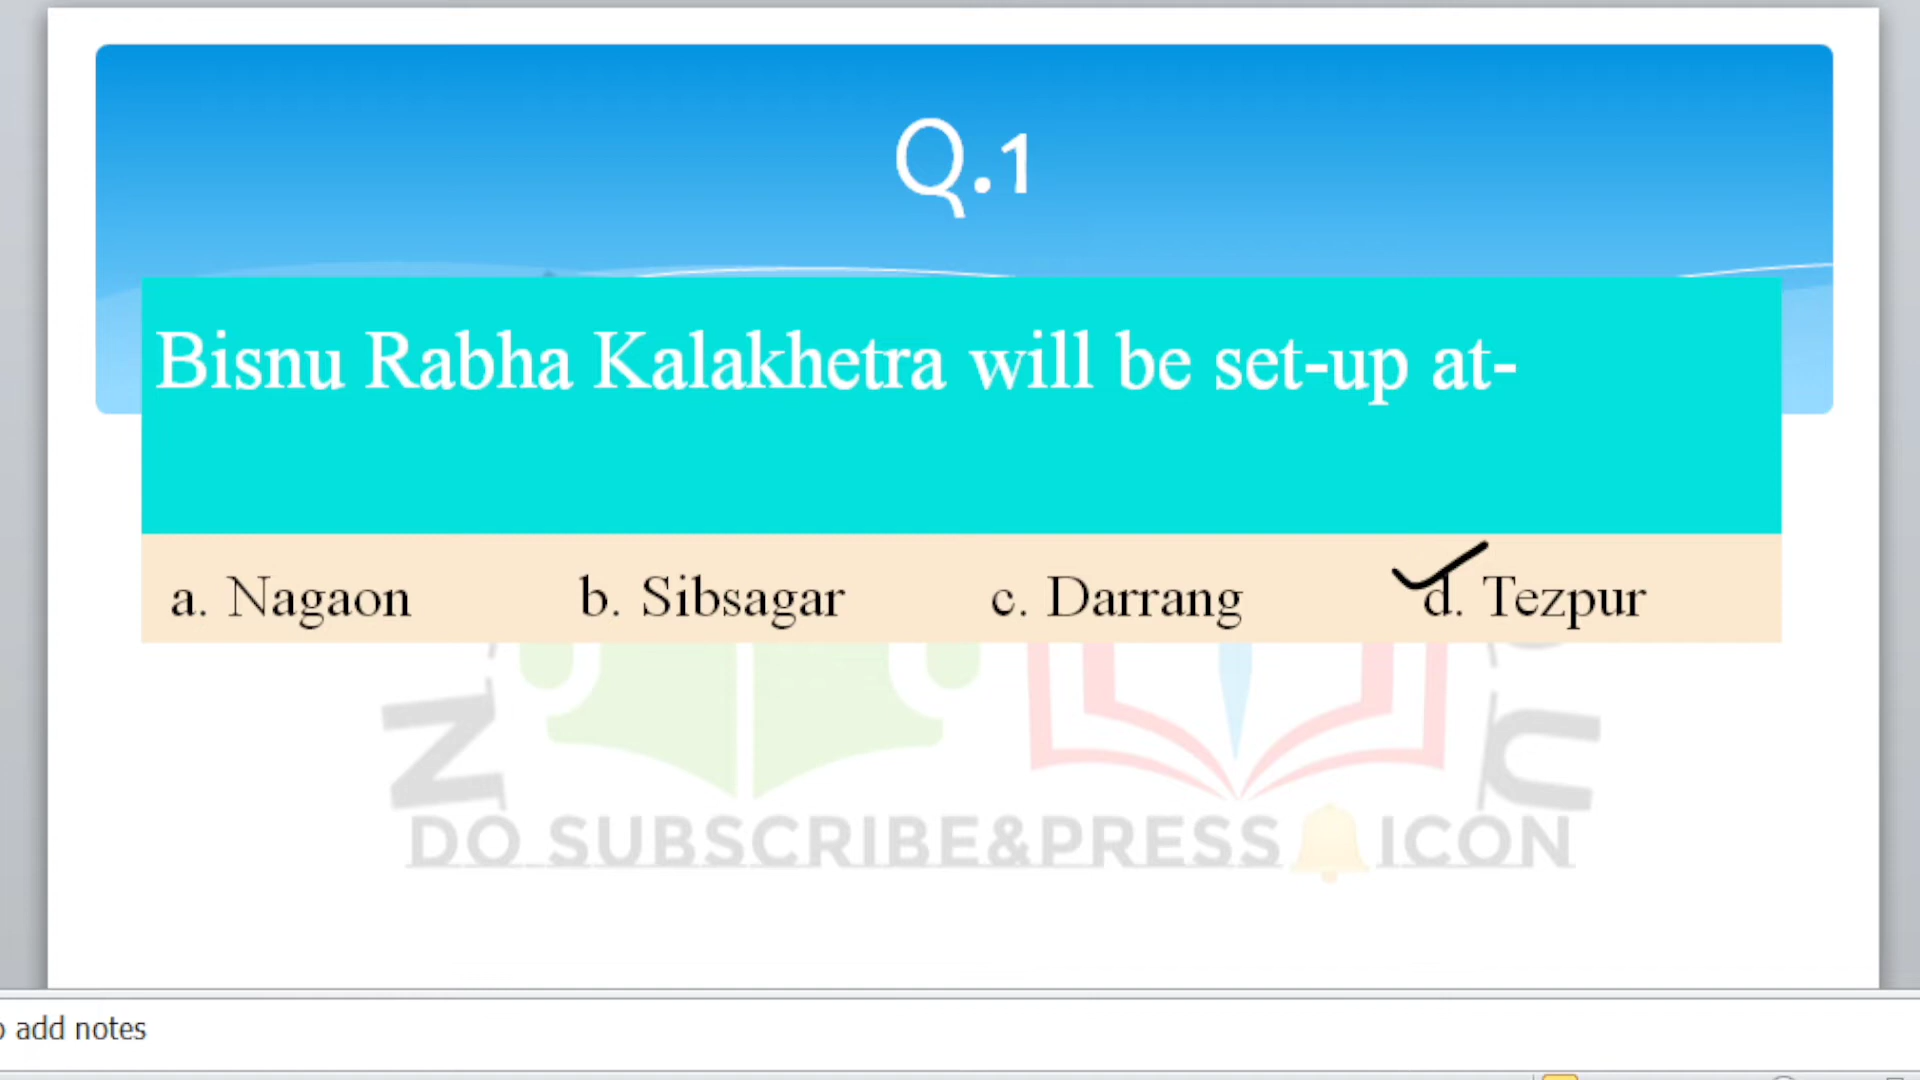 Q.1
Bisnu Rabha Kalakhetra will be set-up at-
a. Nagaon b. Sibsagar c. Darrang d. Tezpur
DO SUBSCRIBE&PRESS ICON
add notes